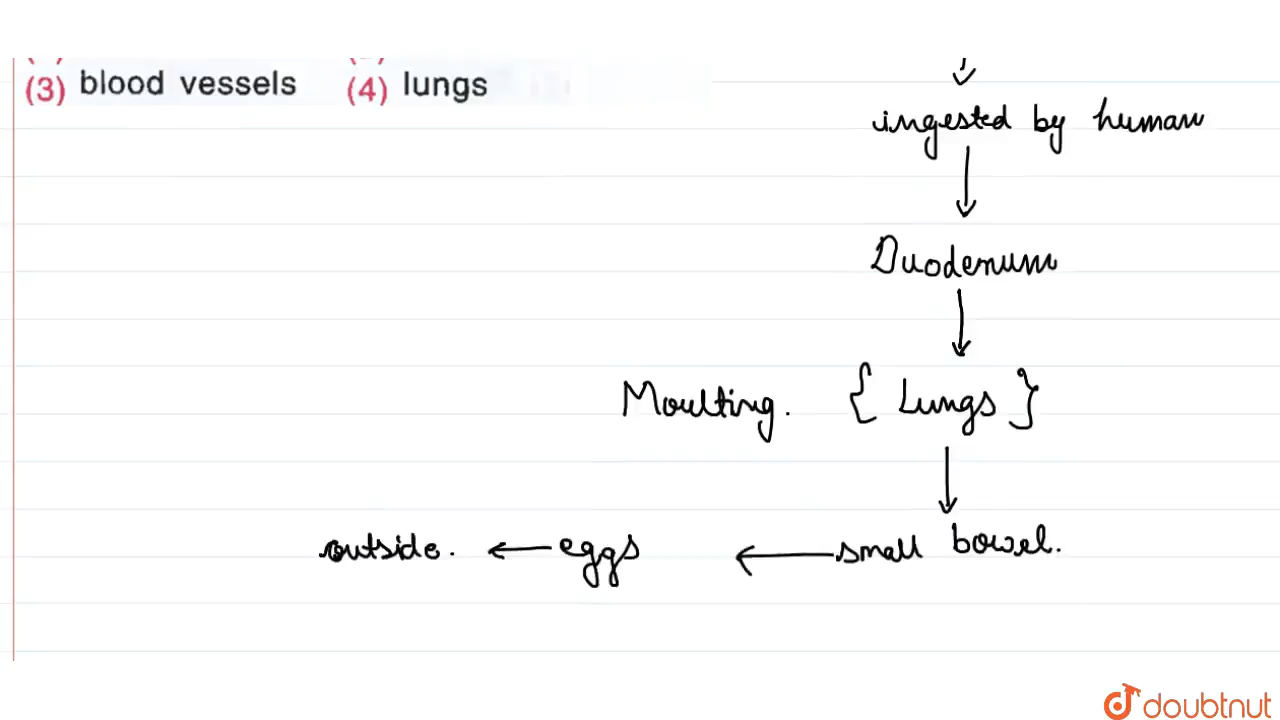 (3) blood vessels (4) lungs
ingested by human
Duodenum
Moulting. { Lungs }
outside. ← eggs ← small bowel.
doubtnut